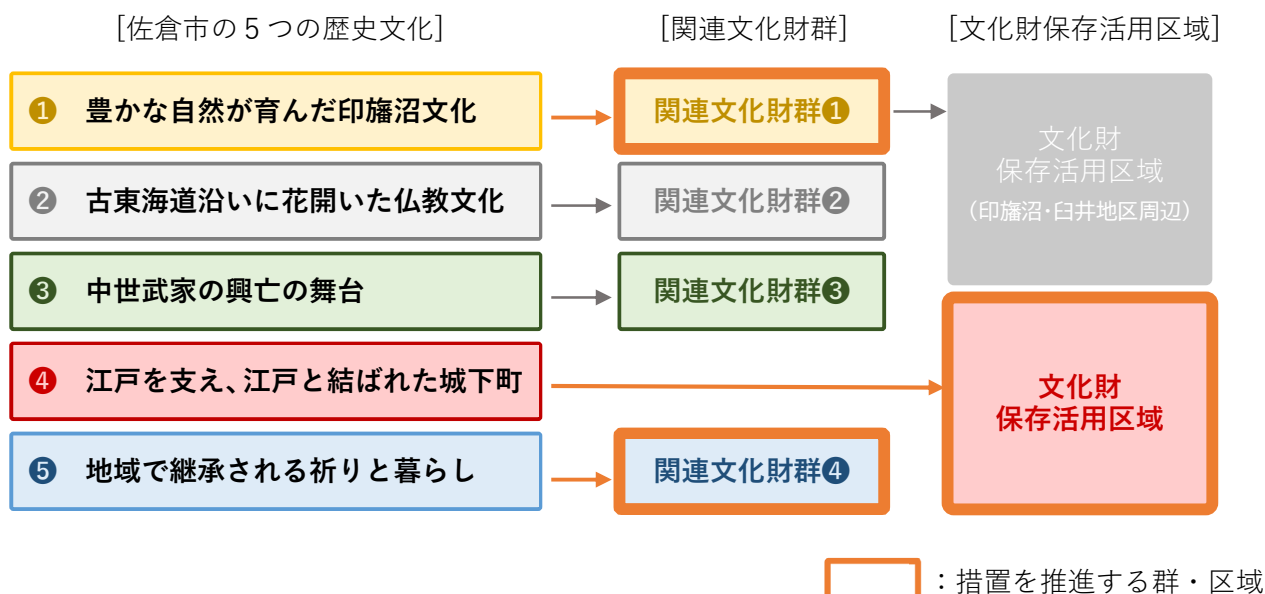 [佐倉市の５つの歴史文化]
[関連文化財群]
[文化財保存活用区域]
❶ 豊かな自然が育んだ印旛沼文化
関連文化財群❶
文化財
保存活用区域
（印旛沼・臼井地区周辺）
❷ 古東海道沿いに花開いた仏教文化
関連文化財群❷
❸ 中世武家の興亡の舞台
関連文化財群❸
❹ 江戸を支え、江戸と結ばれた城下町
文化財
保存活用区域
❺ 地域で継承される祈りと暮らし
関連文化財群❹
：措置を推進する群・区域